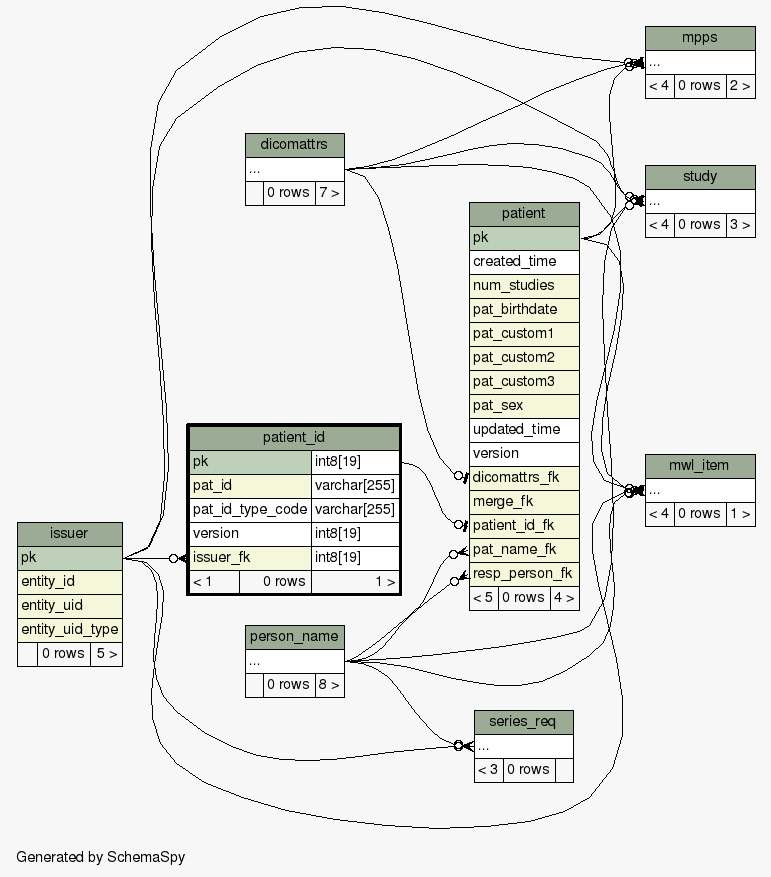 mpps
...
< 4 0 rows 2 >
dicomattrs
...
0 rows 7 >
study
...
< 4 0 rows 3 >
patient
pk
created_time
num_studies
pat_birthdate
pat_custom1
pat_custom2
pat_custom3
pat_sex
updated_time
version
dicomattrs_fk
merge_fk
patient_id_fk
pat_name_fk
resp_person_fk
< 5 0 rows 4 >
patient_id
pk int8[19]
pat_id varchar[255]
pat_id_type_code varchar[255]
version int8[19]
issuer_fk int8[19]
< 1 0 rows 1 >
mwl_item
...
< 4 0 rows 1 >
issuer
pk
entity_id
entity_uid
entity_uid_type
0 rows 5 >
person_name
...
0 rows 8 >
series_req
...
< 3 0 rows
Generated by SchemaSpy